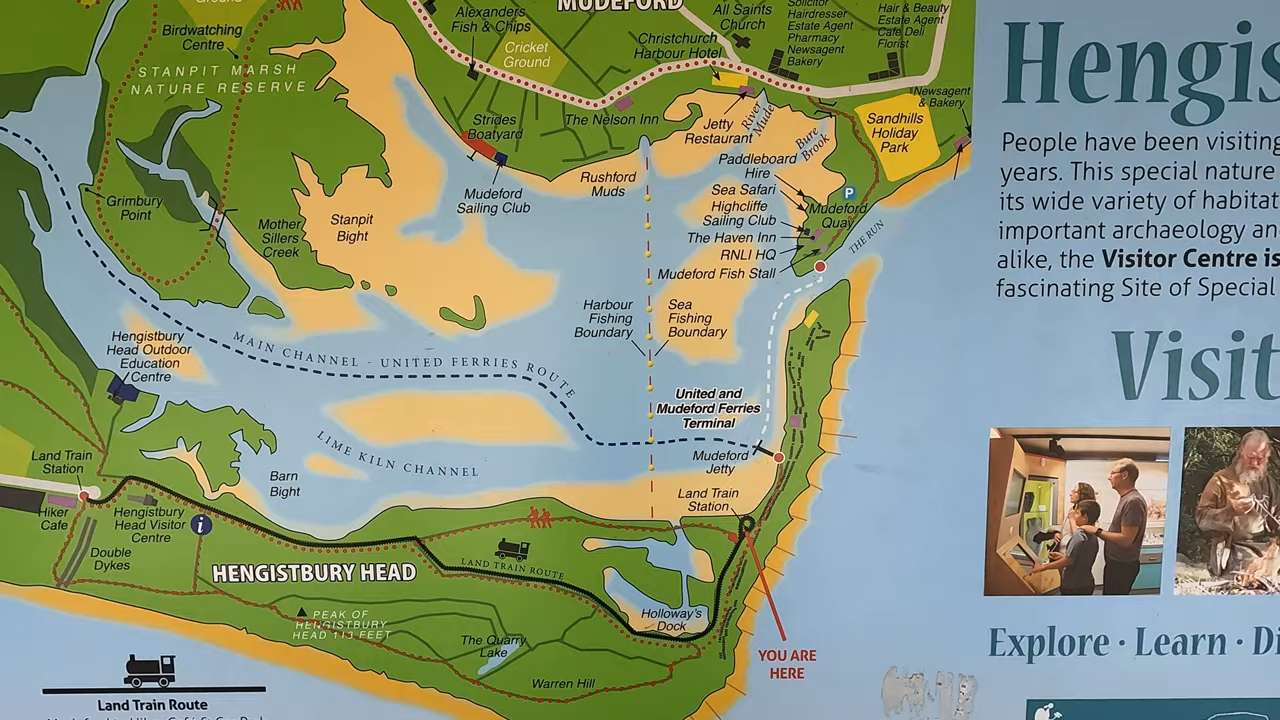 MUDEFORD
Ground
Birdwatching
Centre
STANPIT MARSH
NATURE RESERVE
Alexanders
Fish & Chips
Cricket
Ground
All Saints
Church
Solicitor
Hairdresser
Estate Agent
Pharmacy
Newsagent
Bakery
Hair & Beauty
Estate Agent
Cafe Deli
Florist
Christchurch
Harbour Hotel
Newsagent
& Bakery
The Nelson Inn
Jetty
Restaurant
River
Mude
Bure
Brook
Sandhills
Holiday
Park
Strides
Boatyard
Mudeford
Sailing Club
Rushford
Muds
Paddleboard
Hire
Sea Safari
Highcliffe
Sailing Club
The Haven Inn
RNLI HQ
Mudeford Fish Stall
P
Mudeford
Quay
THE RUN
Grimbury
Point
Mother
Sillers
Creek
Stanpit
Bight
Harbour
Fishing
Boundary
Sea
Fishing
Boundary
Hengistbury
Head Outdoor
Education
Centre
MAIN CHANNEL - UNITED FERRIES ROUTE
United and
Mudeford Ferries
Terminal
Mudeford
Jetty
LIME KILN CHANNEL
Barn
Bight
Land Train
Station
Land Train
Station
Hiker
Cafe
Hengistbury
Head Visitor
Centre
i
Double
Dykes
HENGISTBURY HEAD
LAND TRAIN ROUTE
PEAK OF
HENGISTBURY
HEAD 113 FEET
Holloway's
Dock
The Quarry
Lake
Warren Hill
YOU ARE
HERE
Land Train Route
Hengis
People have been visiting
years. This special nature
its wide variety of habitat
important archaeology an
alike, the Visitor Centre is
fascinating Site of Special
Visit
Explore · Learn · Di